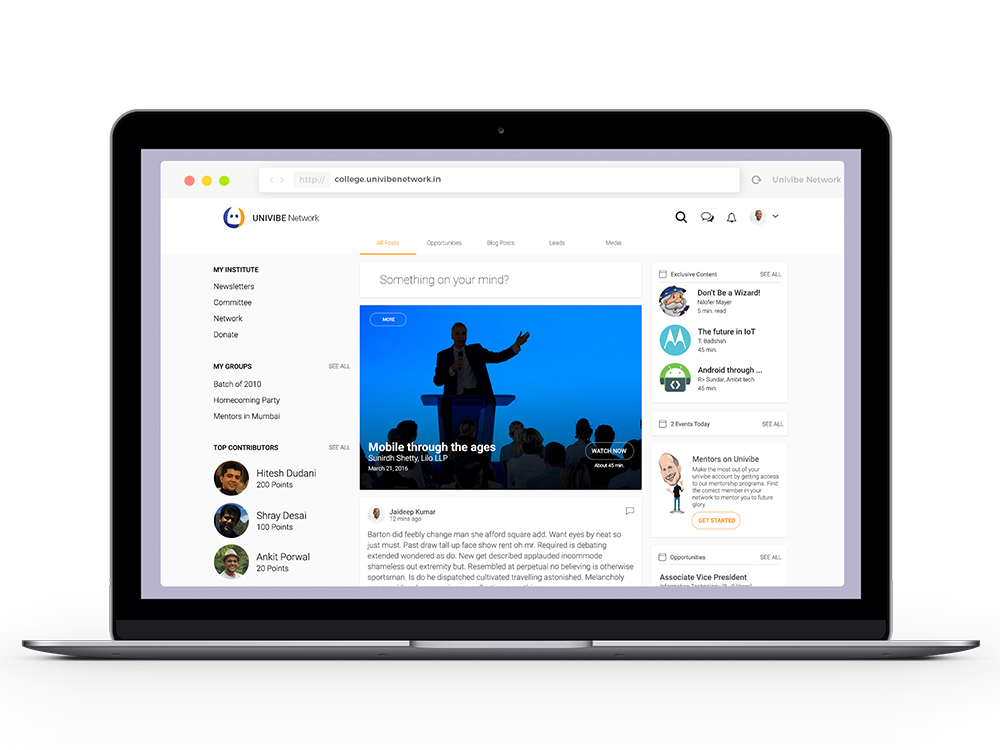 http://
college.univibenetwork.in
Univibe Network
UNIVIBE Network
All Posts
Opportunities
Blog Posts
Leads
Media
MY INSTITUTE
Newsletters
Committee
Network
Donate
MY GROUPS
SEE ALL
Batch of 2010
Homecoming Party
Mentors in Mumbai
TOP CONTRIBUTORS
SEE ALL
Hitesh Dudani
200 Points
Shray Desai
100 Points
Ankit Porwal
20 Points
Something on your mind?
MORE
Mobile through the ages
Sunirdh Shetty, Lilo LLP
March 21, 2016
WATCH NOW
About 45 min.
Jaideep Kumar
12 mins ago
Barton did feebly change man she afford square add. Want eyes by neat so
just must. Past draw tall up face show rent oh mr. Required is debating
extended wondered as do. New get described applauded incommode
shameless out extremity but. Resembled at perpetual no believing is otherwise
sportsman. Is do he dispatched cultivated travelling astonished. Melancholy
Exclusive Content
SEE ALL
Don't Be a Wizard!
Nilofer Mayer
5 min. read
The future in IoT
T. Badshah
45 min.
Android through ...
R> Sundar, Ambit.tech
45 min.
2 Events Today
SEE ALL
Mentors on Univibe
Make the most out of your
univibe account by getting access
to our mentorship programs. Find
the correct member in your
network to mentor you to future
glory.
GET STARTED
Opportunities
SEE ALL
Associate Vice President